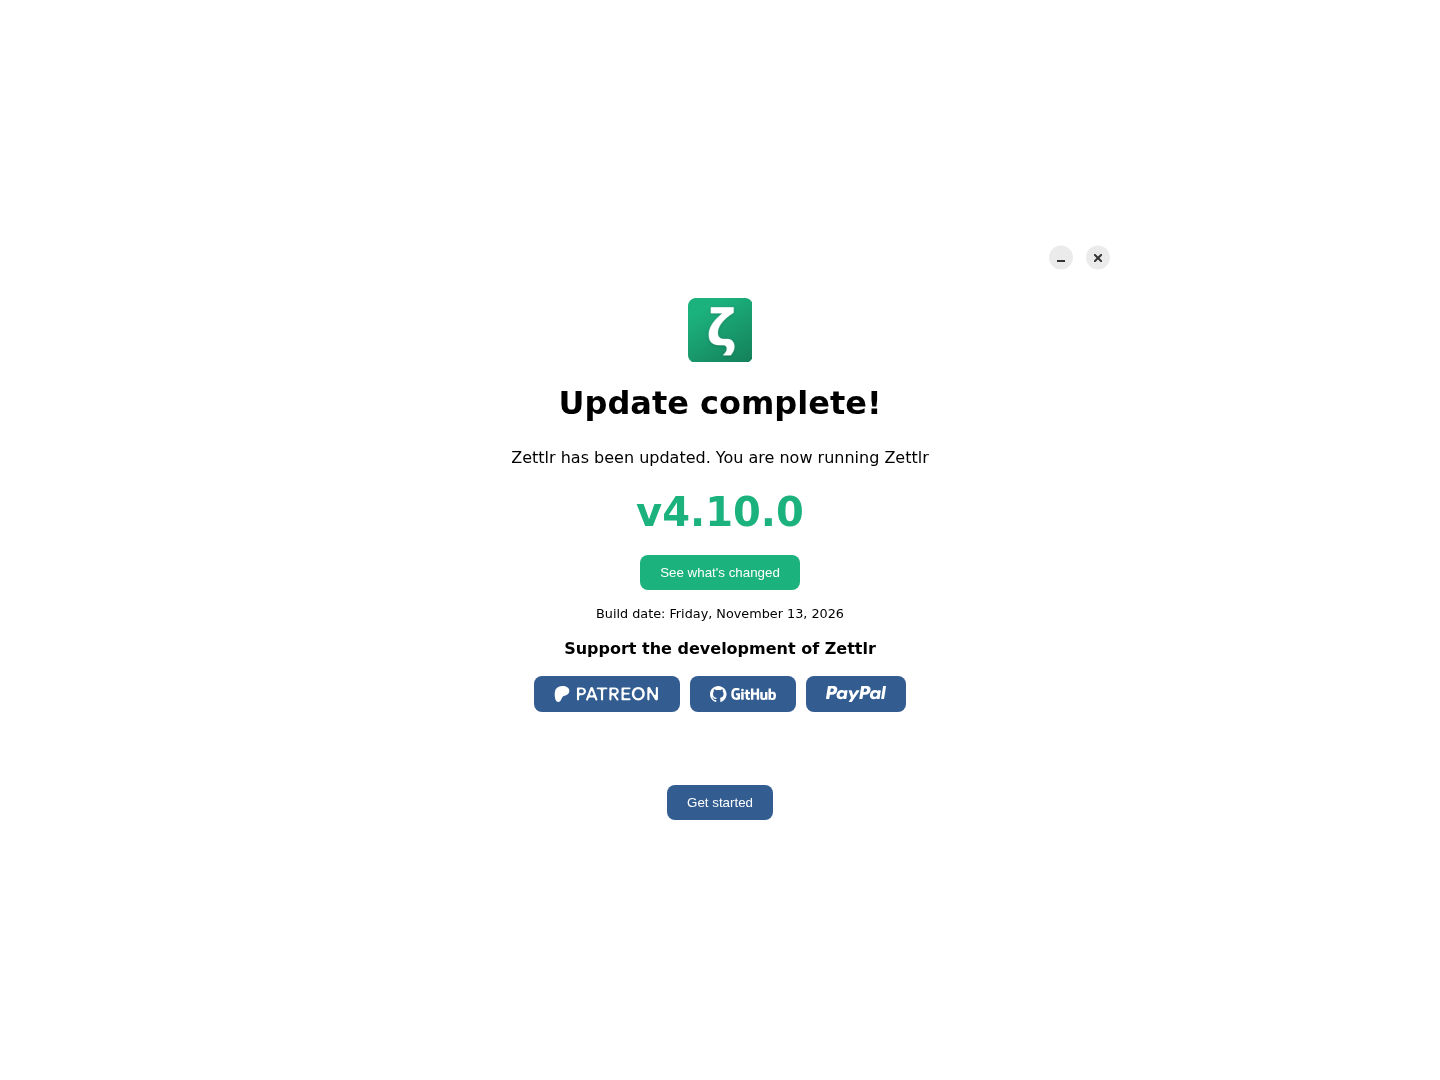 ζ
Update complete!
Zettlr has been updated. You are now running Zettlr
v4.10.0
See what's changed
Build date: Friday, November 13, 2026
Support the development of Zettlr
PATREON GitHub PayPal
Get started